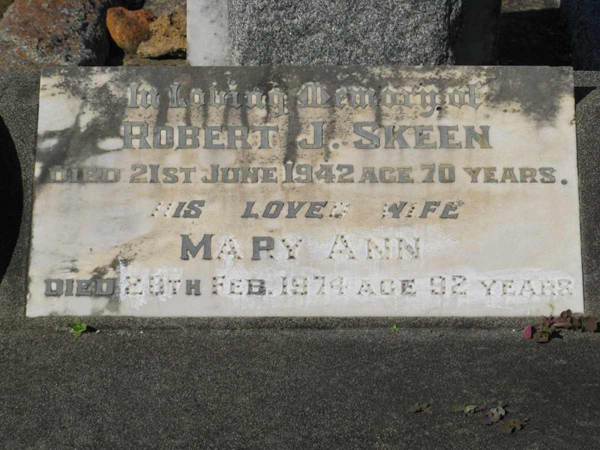 In Loving Memory of
ROBERT J. SKEEN
DIED 21ST JUNE 1942 AGE 70 YEARS.
HIS LOVED WIFE
MARY ANN
DIED TH FEB. 1974 AGE 92 YEARS